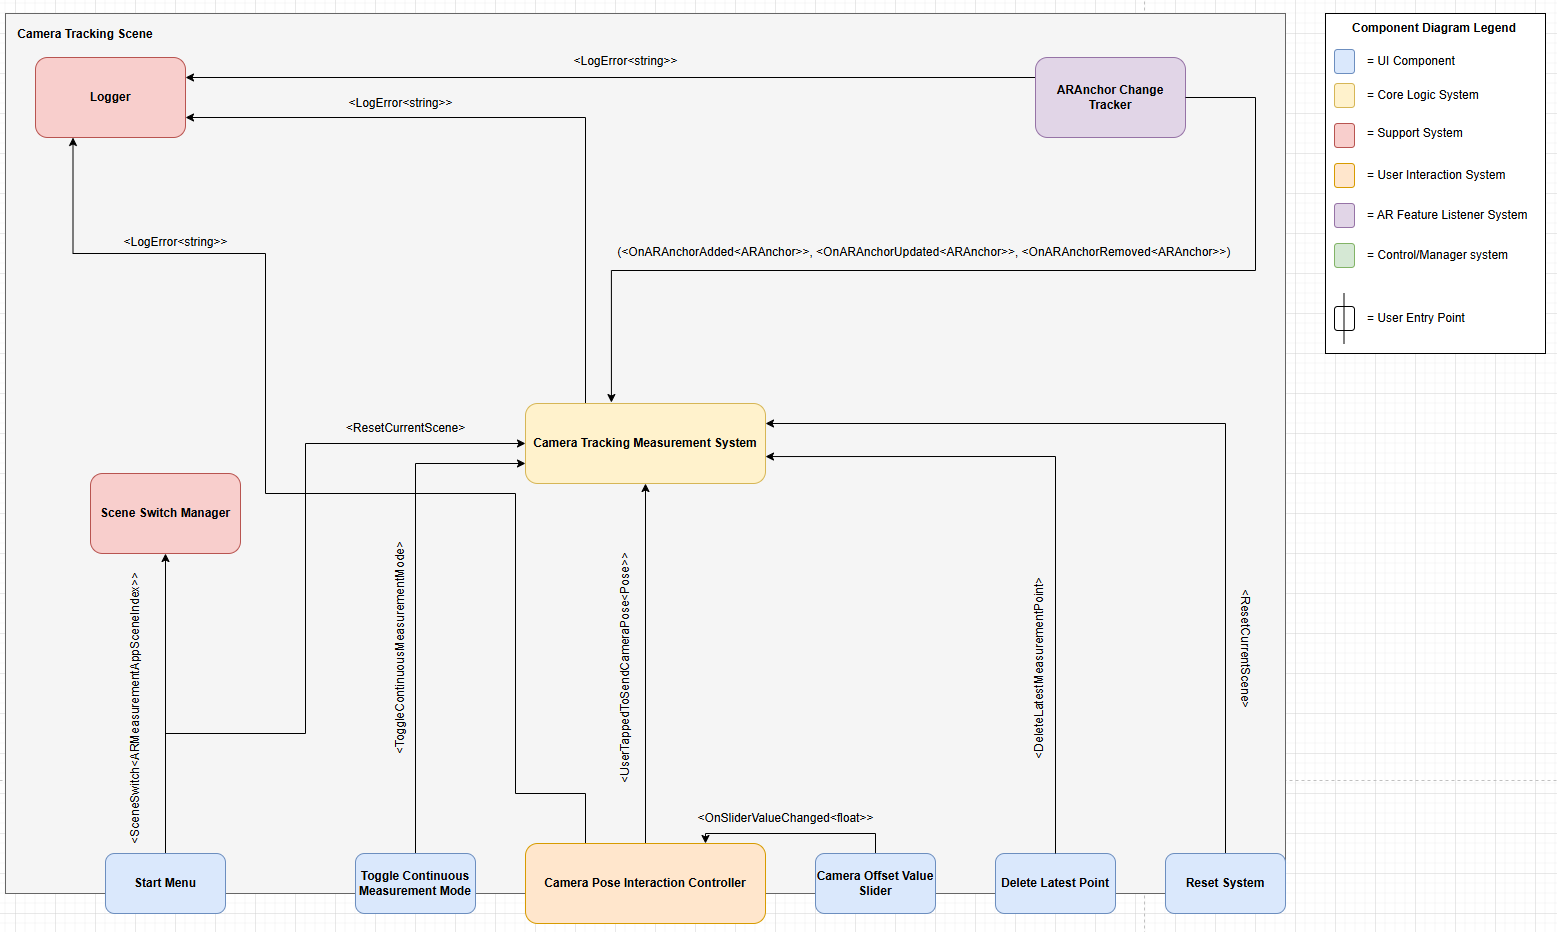 Camera Tracking Scene
Logger
<LogError<string>>
<LogError<string>>
ARAnchor Change
Tracker
<LogError<string>>
(<OnARAnchorAdded<ARAnchor>>, <OnARAnchorUpdated<ARAnchor>>, <OnARAnchorRemoved<ARAnchor>>)
<ResetCurrentScene>
Camera Tracking Measurement System
Scene Switch Manager
<SceneSwitch<ARMeasurementAppSceneIndex>>
<ToggleContinuousMeasurementMode>
<UserTappedToSendCameraPose<Pose>>
<DeleteLatestMeasurementPoint>
<ResetCurrentScene>
<OnSliderValueChanged<float>>
Start Menu
Toggle Continuous
Measurement Mode
Camera Pose Interaction Controller
Camera Offset Value
Slider
Delete Latest Point
Reset System
Component Diagram Legend
= UI Component
= Core Logic System
= Support System
= User Interaction System
= AR Feature Listener System
= Control/Manager system
= User Entry Point